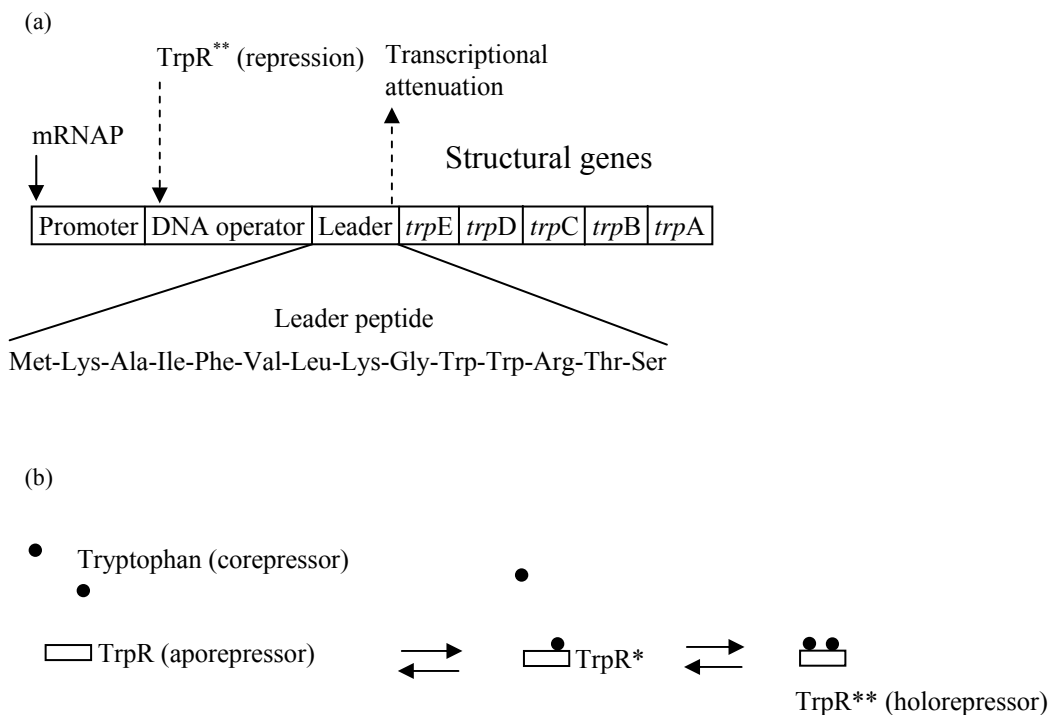 (a)
TrpR** (repression)
Transcriptional
attenuation
mRNAP
Structural genes
Promoter DNA operator Leader trpE trpD trpC trpB trpA
Leader peptide
Met-Lys-Ala-Ile-Phe-Val-Leu-Lys-Gly-Trp-Trp-Arg-Thr-Ser
(b)
Tryptophan (corepressor)
TrpR (aporepressor)
TrpR*
TrpR** (holorepressor)